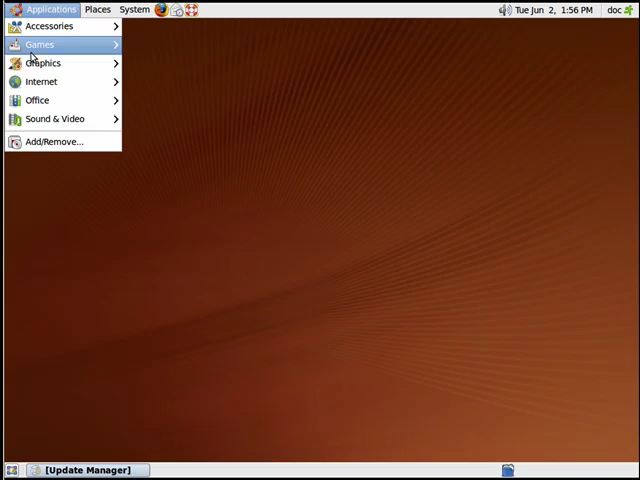 Applications Places System Tue Jun 2, 1:56 PM doc
Accessories
Games
Graphics
Internet
Office
Sound & Video
Add/Remove...
[Update Manager]